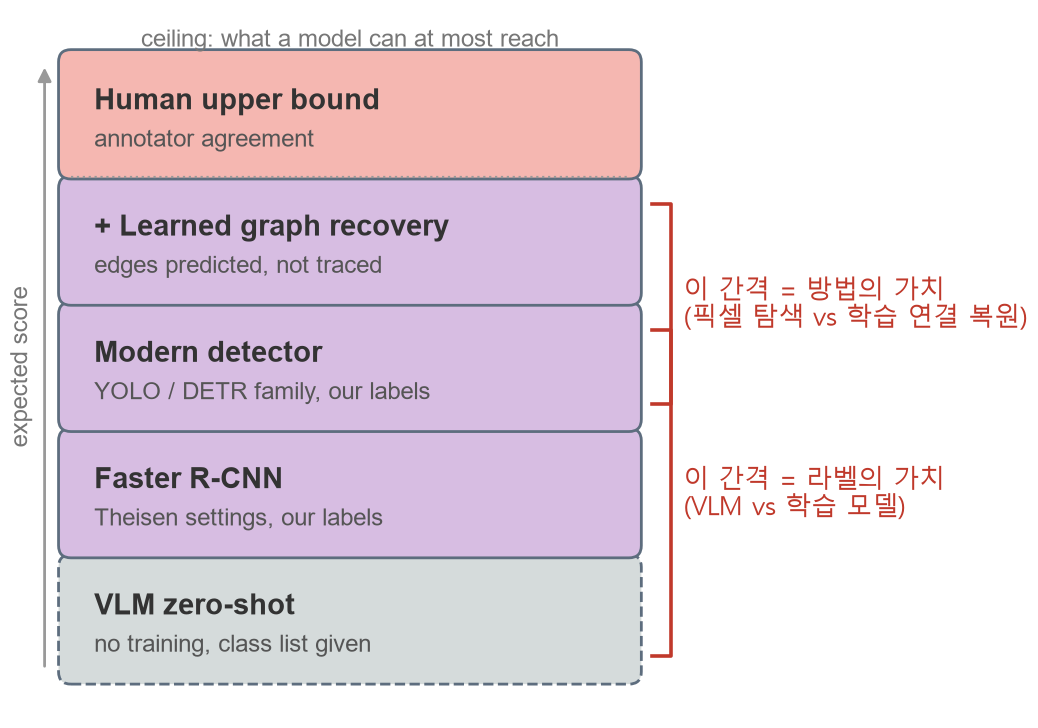 ceiling: what a model can at most reach
Human upper bound
annotator agreement
+ Learned graph recovery
edges predicted, not traced
이 간격 = 방법의 가치
(픽셀 탐색 vs 학습 연결 복원)
Modern detector
YOLO / DETR family, our labels
Faster R-CNN
Theisen settings, our labels
이 간격 = 라벨의 가치
(VLM vs 학습 모델)
VLM zero-shot
no training, class list given
expected score